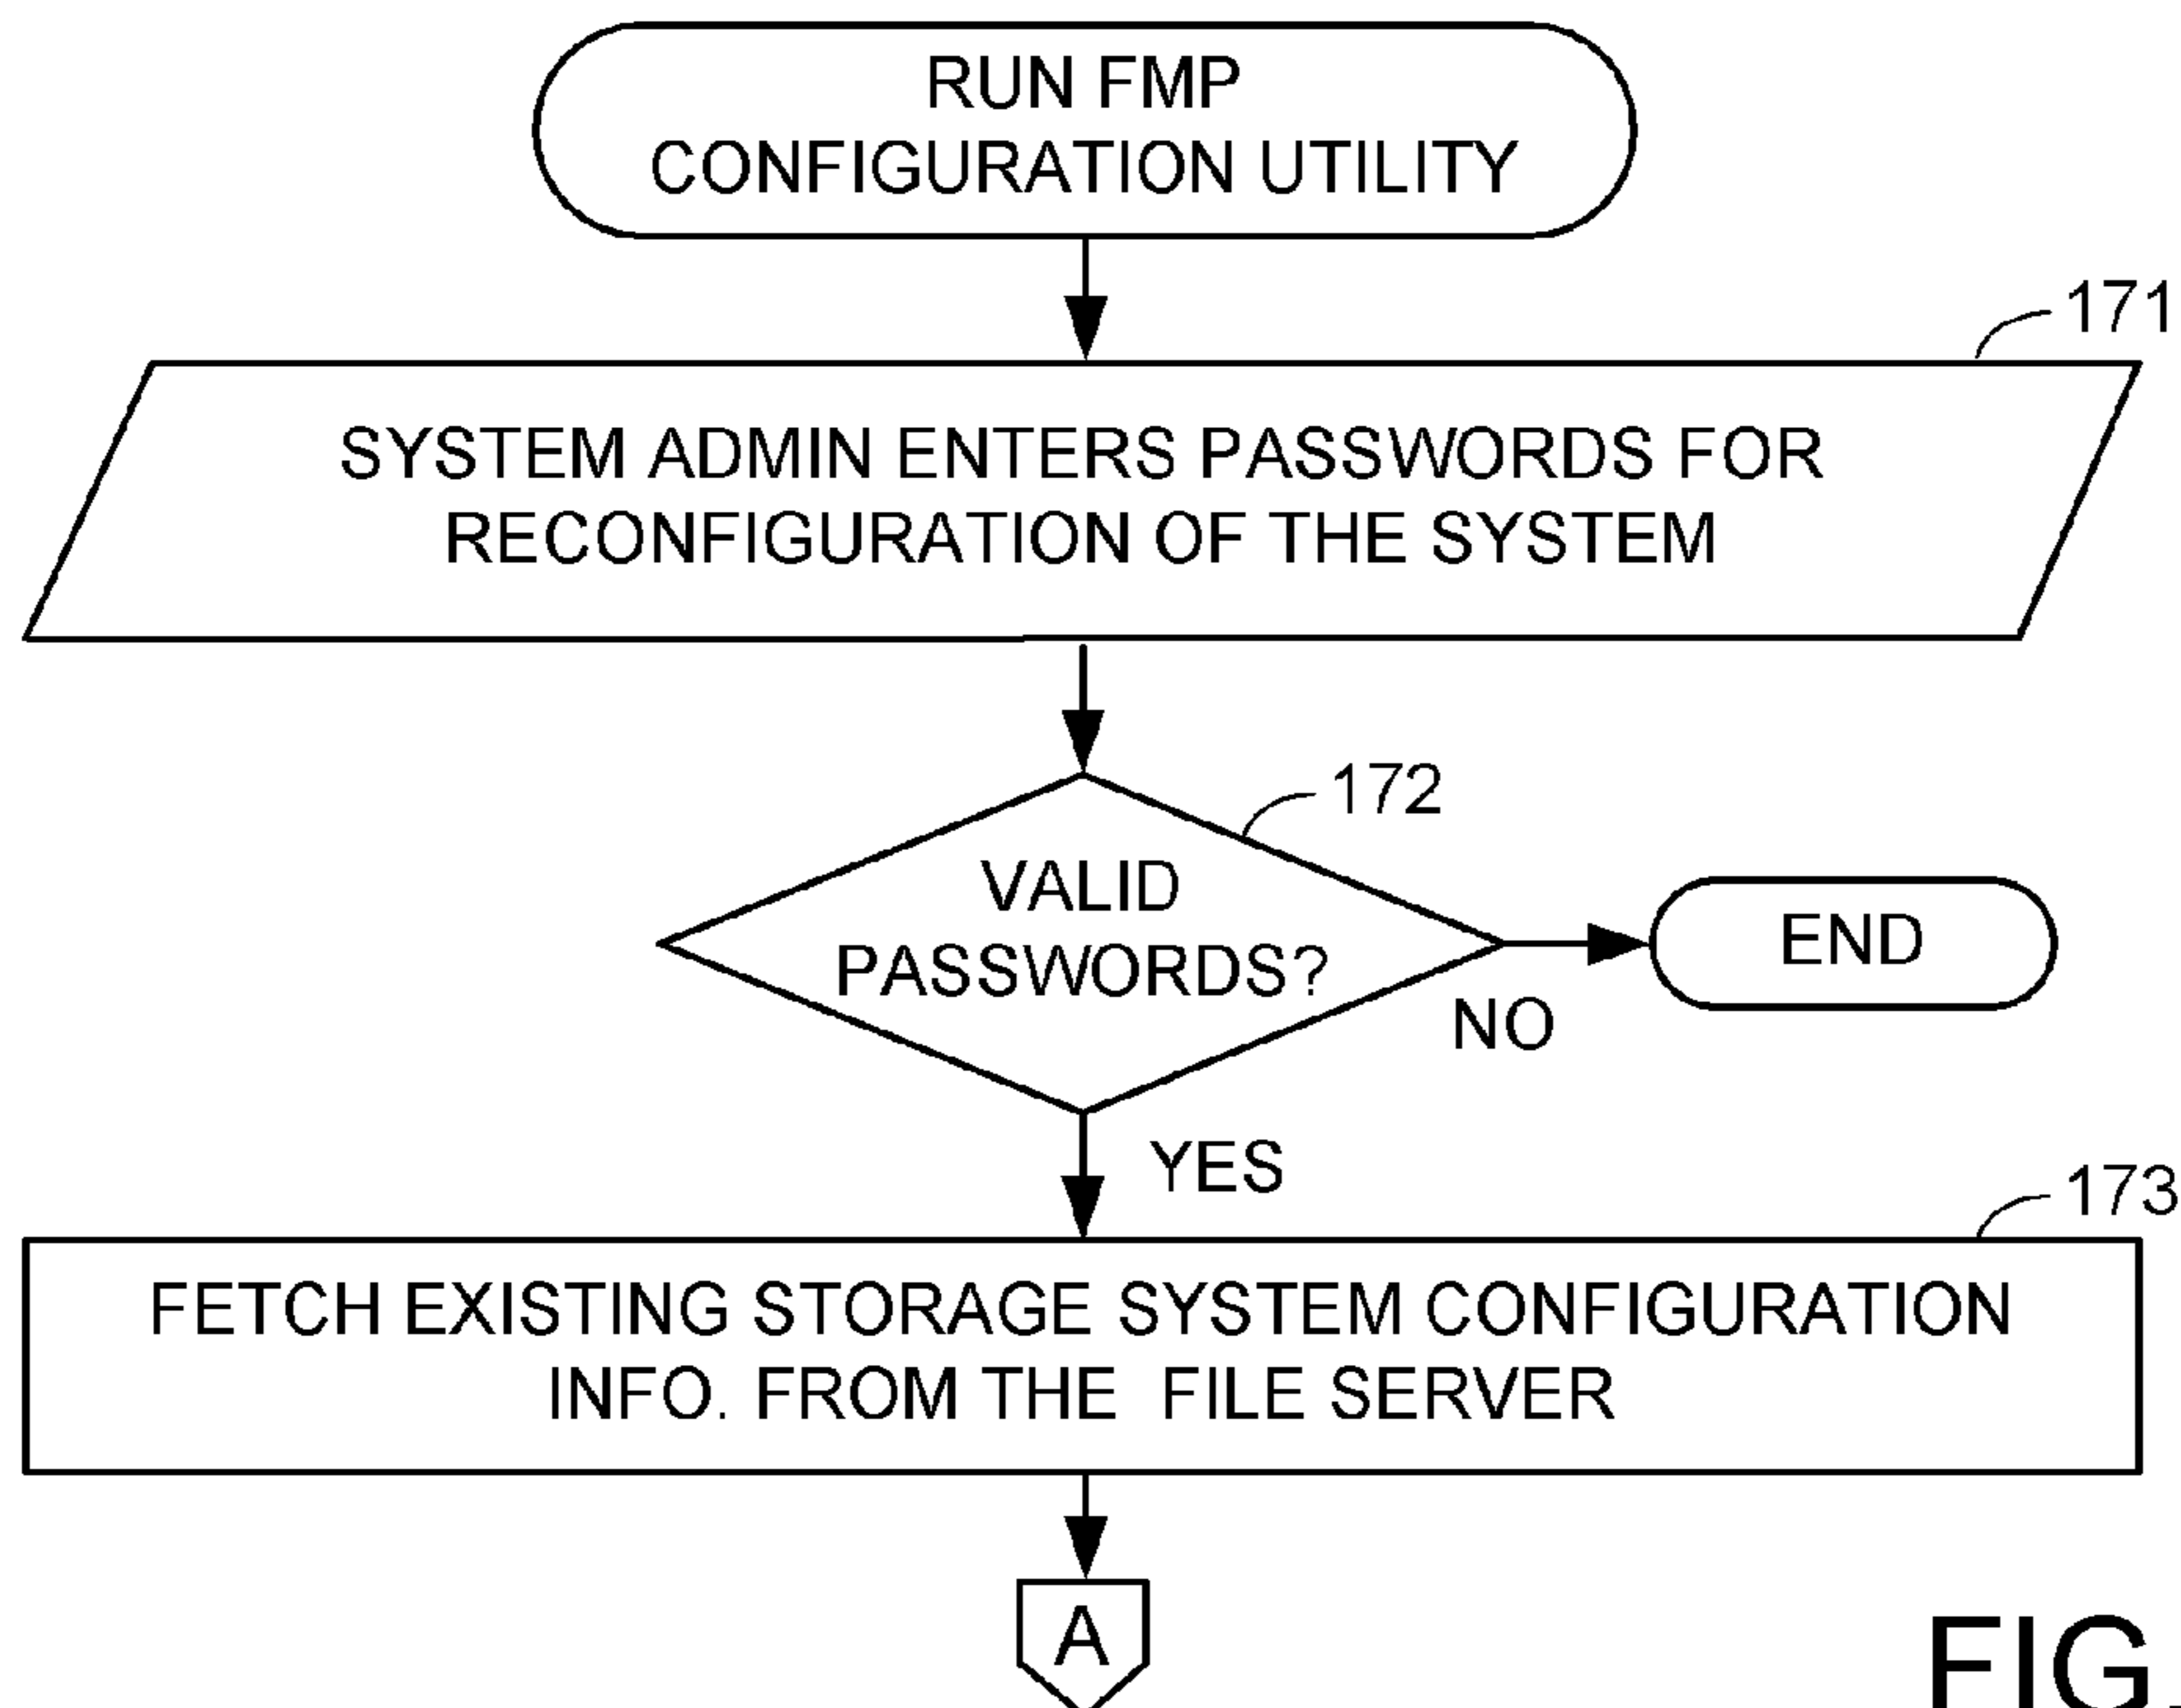 RUN FMP
CONFIGURATION UTILITY
171
SYSTEM ADMIN ENTERS PASSWORDS FOR
RECONFIGURATION OF THE SYSTEM
172
VALID
PASSWORDS?
END
NO
YES
173
FETCH EXISTING STORAGE SYSTEM CONFIGURATION
INFO. FROM THE FILE SERVER
A
FIG.